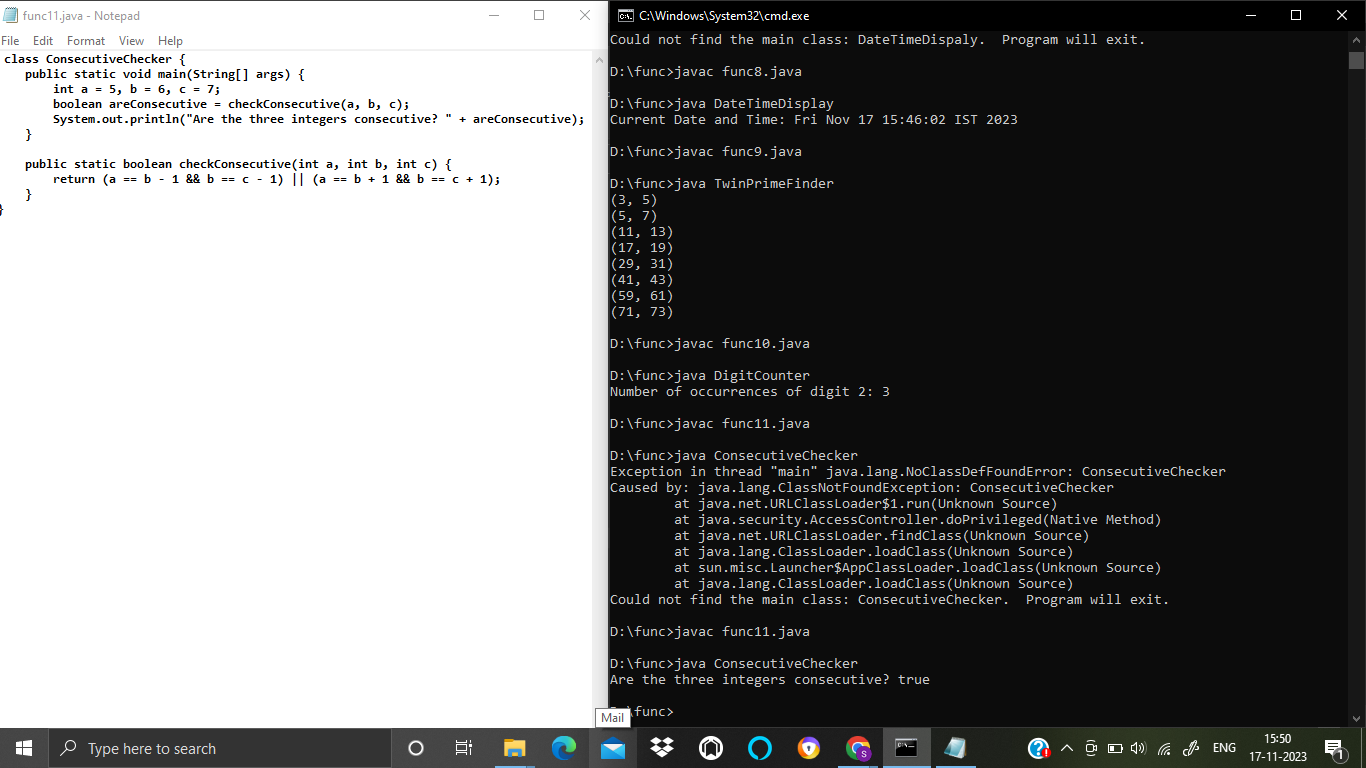 func11.java - Notepad
File Edit Format View Help
class ConsecutiveChecker {
public static void main(String[] args) {
int a = 5, b = 6, c = 7;
boolean areConsecutive = checkConsecutive(a, b, c);
System.out.println("Are the three integers consecutive? " + areConsecutive);
}
public static boolean checkConsecutive(int a, int b, int c) {
return (a == b - 1 && b == c - 1) || (a == b + 1 && b == c + 1);
}
}
C:\Windows\System32\cmd.exe
Could not find the main class: DateTimeDispaly.  Program will exit.
D:\func>javac func8.java
D:\func>java DateTimeDisplay
Current Date and Time: Fri Nov 17 15:46:02 IST 2023
D:\func>javac func9.java
D:\func>java TwinPrimeFinder
(3, 5)
(5, 7)
(11, 13)
(17, 19)
(29, 31)
(41, 43)
(59, 61)
(71, 73)
D:\func>javac func10.java
D:\func>java DigitCounter
Number of occurrences of digit 2: 3
D:\func>javac func11.java
D:\func>java ConsecutiveChecker
Exception in thread "main" java.lang.NoClassDefFoundError: ConsecutiveChecker
Caused by: java.lang.ClassNotFoundException: ConsecutiveChecker
at java.net.URLClassLoader$1.run(Unknown Source)
at java.security.AccessController.doPrivileged(Native Method)
at java.net.URLClassLoader.findClass(Unknown Source)
at java.lang.ClassLoader.loadClass(Unknown Source)
at sun.misc.Launcher$AppClassLoader.loadClass(Unknown Source)
at java.lang.ClassLoader.loadClass(Unknown Source)
Could not find the main class: ConsecutiveChecker.  Program will exit.
D:\func>javac func11.java
D:\func>java ConsecutiveChecker
Are the three integers consecutive? true
\func>
Mail
Type here to search
S
ENG
15:50
17-11-2023
1